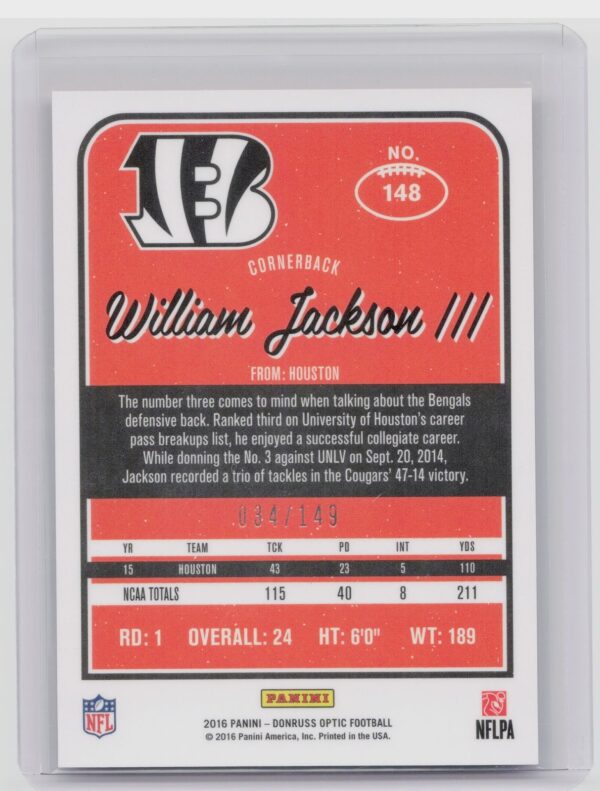 B
NO.
148
CORNERBACK
William Jackson III
FROM: HOUSTON
The number three comes to mind when talking about the Bengals
defensive back. Ranked third on University of Houston's career
pass breakups list, he enjoyed a successful collegiate career.
While donning the No. 3 against UNLV on Sept. 20, 2014,
Jackson recorded a trio of tackles in the Cougars' 47-14 victory.
034/149
YR TEAM TCK PD INT YDS
15 HOUSTON 43 23 5 110
NCAA TOTALS 115 40 8 211
RD: 1 OVERALL: 24 HT: 6'0" WT: 189
PANINI
NFL
2016 PANINI – DONRUSS OPTIC FOOTBALL
© 2016 Panini America, Inc. Printed in the USA.
NFLPA